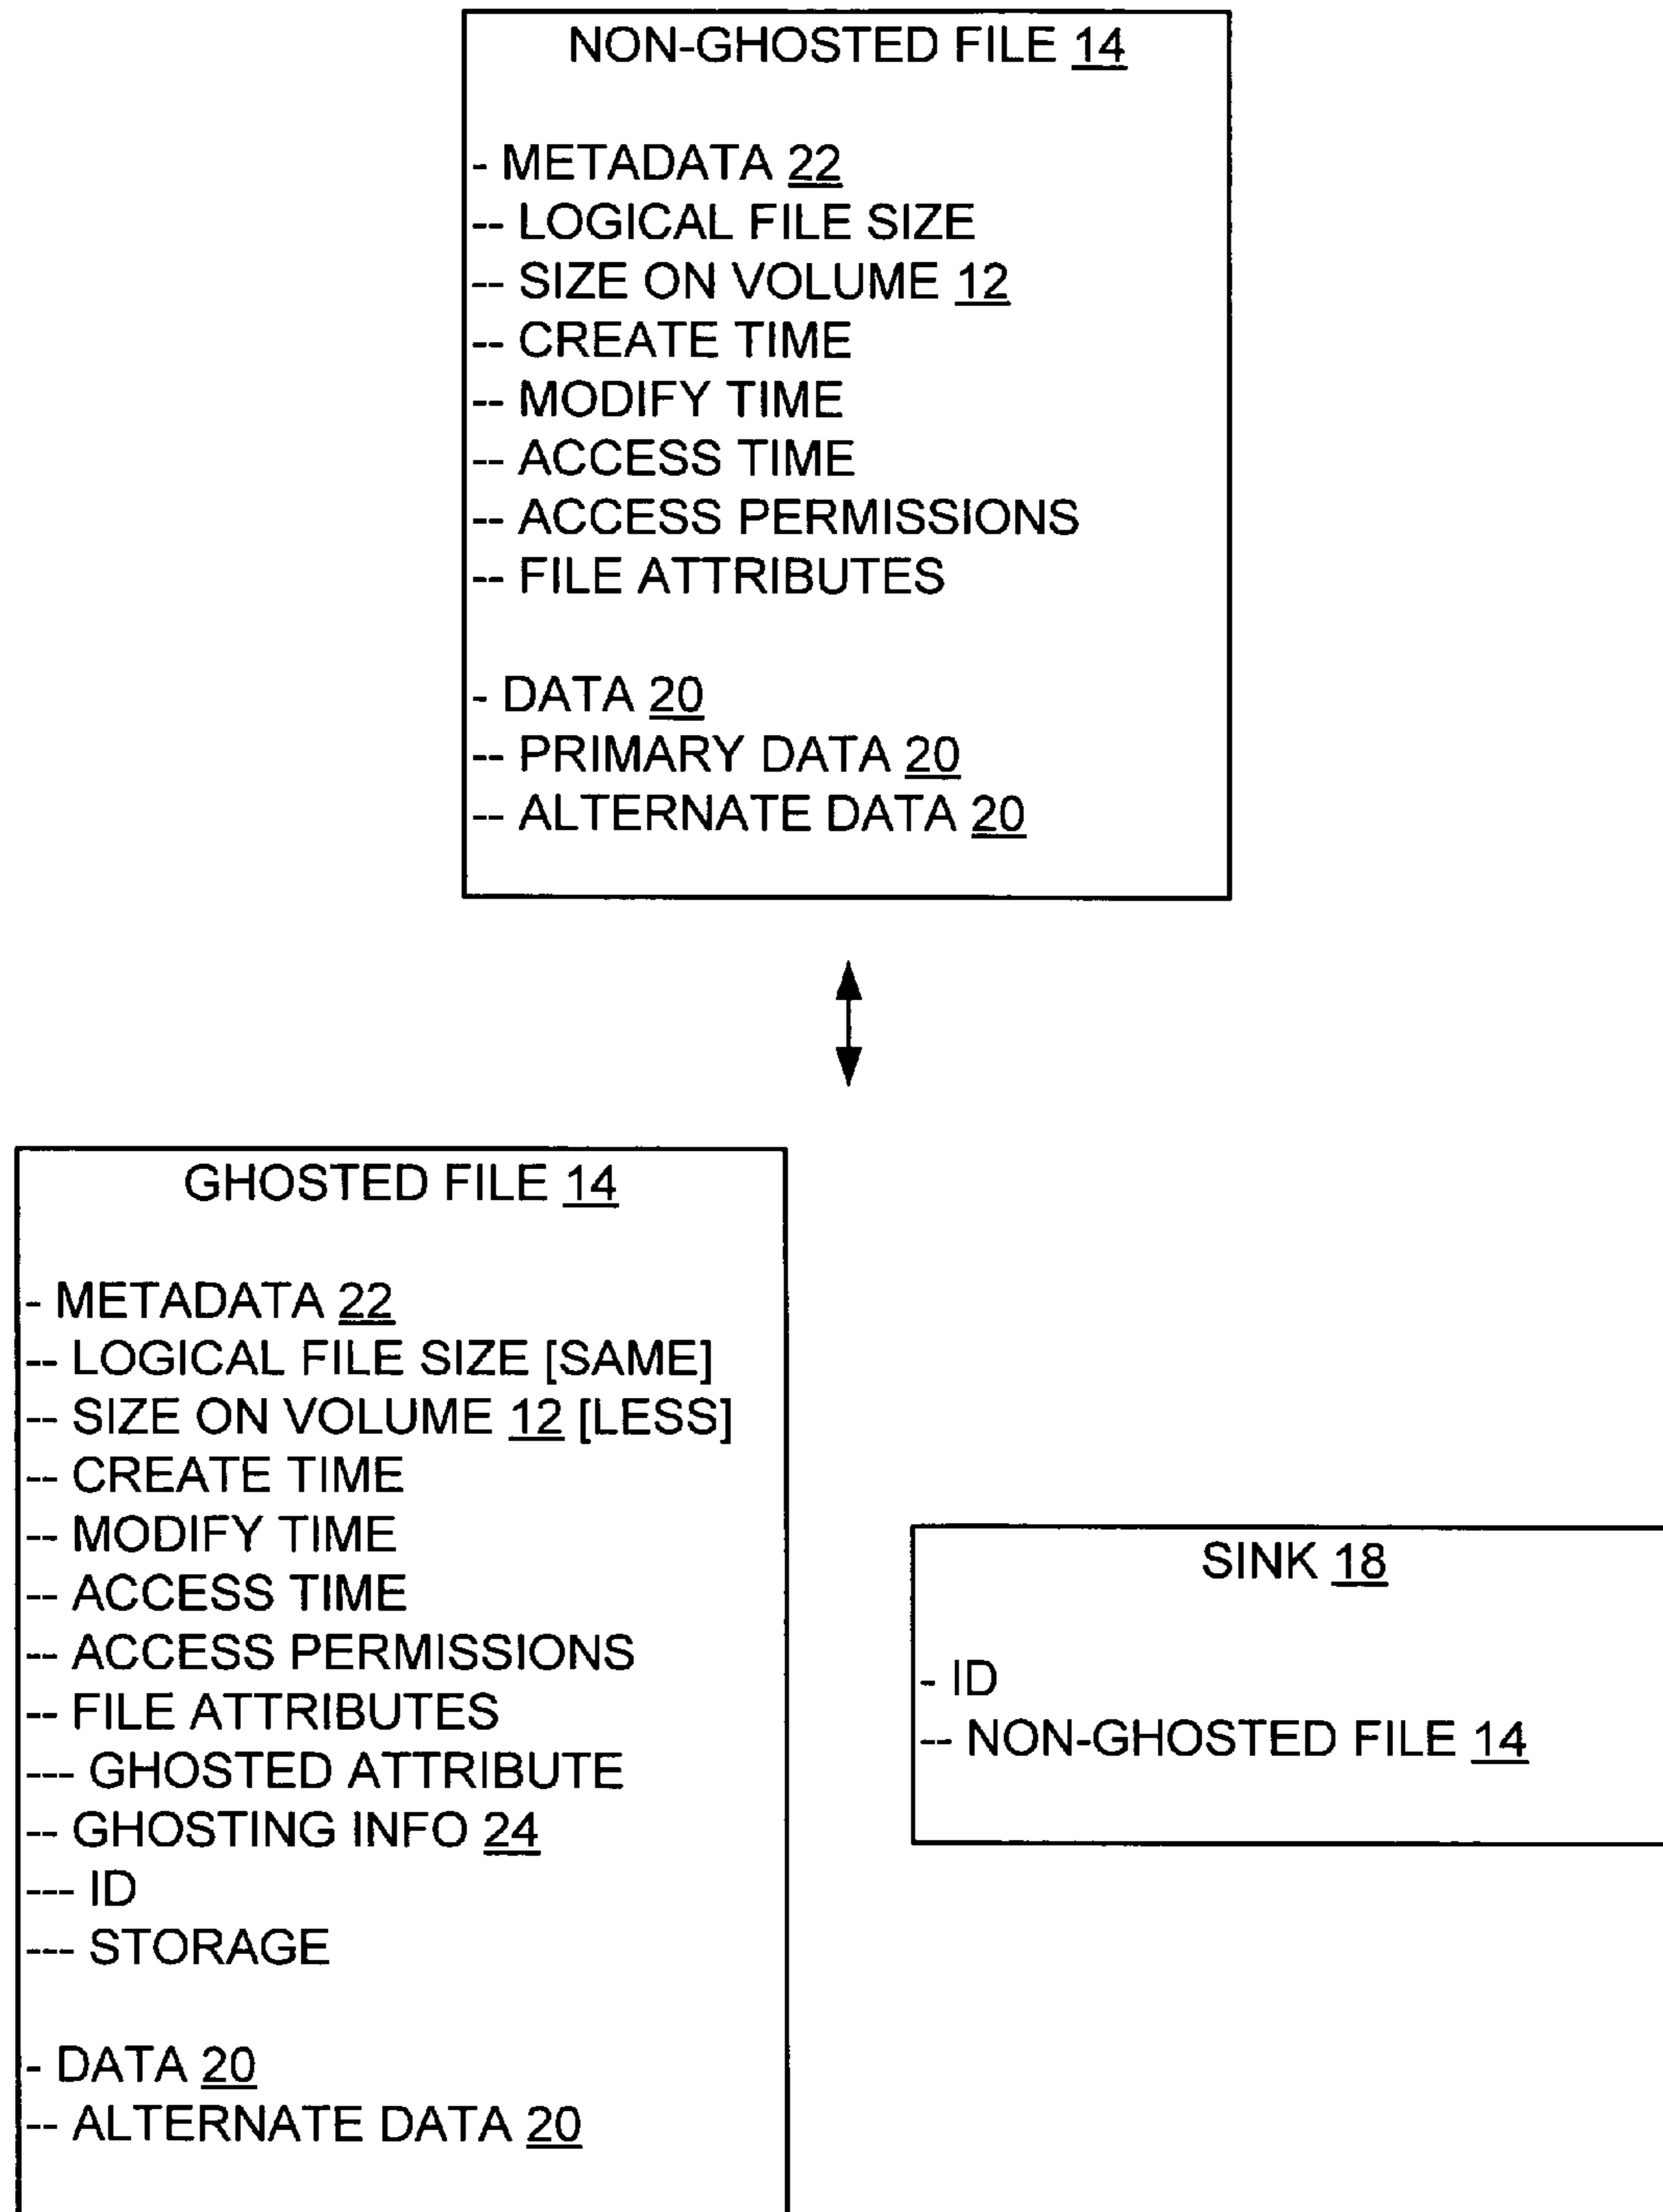 NON-GHOSTED FILE 14
- METADATA 22
-- LOGICAL FILE SIZE
-- SIZE ON VOLUME 12
-- CREATE TIME
-- MODIFY TIME
-- ACCESS TIME
-- ACCESS PERMISSIONS
-- FILE ATTRIBUTES
- DATA 20
-- PRIMARY DATA 20
-- ALTERNATE DATA 20
GHOSTED FILE 14
- METADATA 22
-- LOGICAL FILE SIZE [SAME]
-- SIZE ON VOLUME 12 [LESS]
-- CREATE TIME
-- MODIFY TIME
-- ACCESS TIME
-- ACCESS PERMISSIONS
-- FILE ATTRIBUTES
--- GHOSTED ATTRIBUTE
-- GHOSTING INFO 24
--- ID
--- STORAGE
- DATA 20
-- ALTERNATE DATA 20
SINK 18
- ID
-- NON-GHOSTED FILE 14